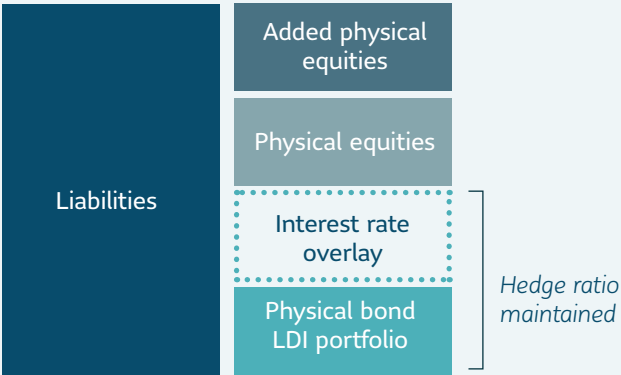 Added physical
equities
Physical equities
Liabilities
Interest rate
overlay
Physical bond
LDI portfolio
Hedge ratio
maintained